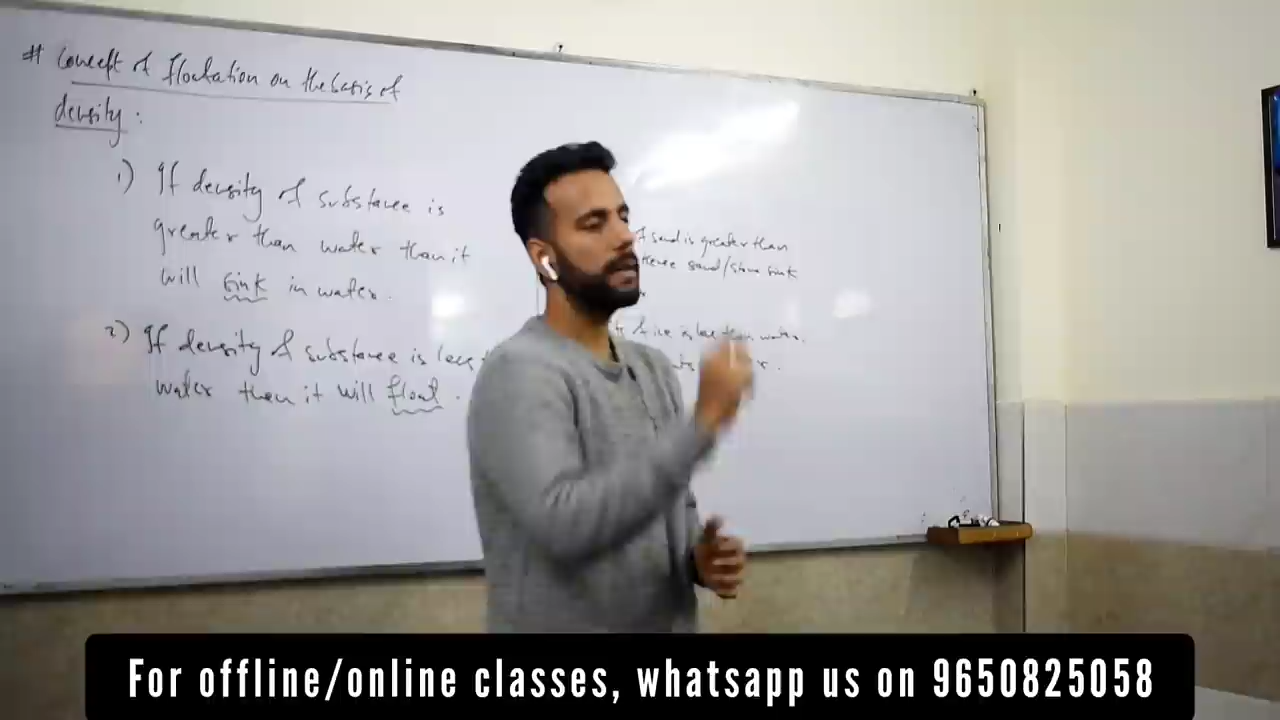 # Concept of floatation on the basis of
density :
1) If density of substance is
greater than water than it
will sink in water.
2) If density of substance is less
water then it will float .
f sand is greater than
Hence sand/stone sink
f ice is less than water.
For offline/online classes, whatsapp us on 9650825058